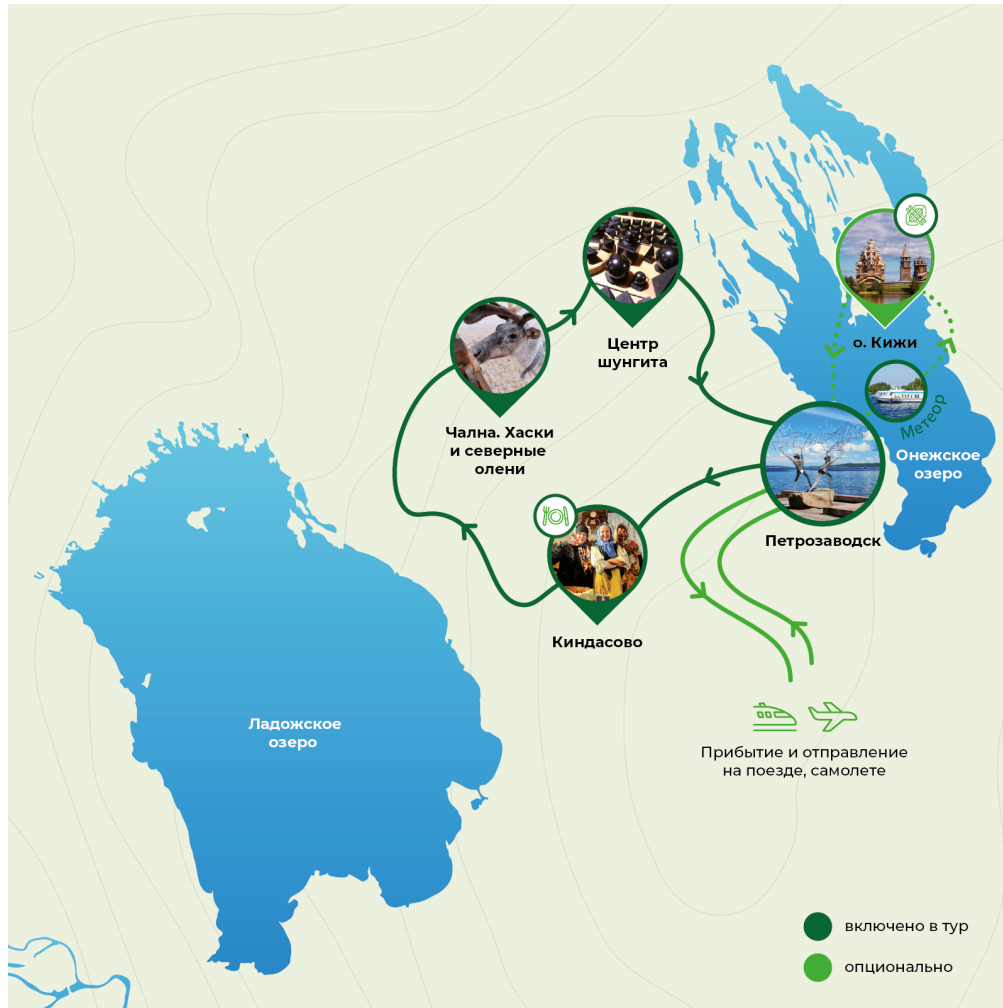 о. Кижи
Центр
шунгита
Метеор
Чална. Хаски
и северные
олени
Онежское
озеро
Петрозаводск
Киндасово
Ладожское
озеро
Прибытие и отправление
на поезде, самолете
включено в тур
опционально